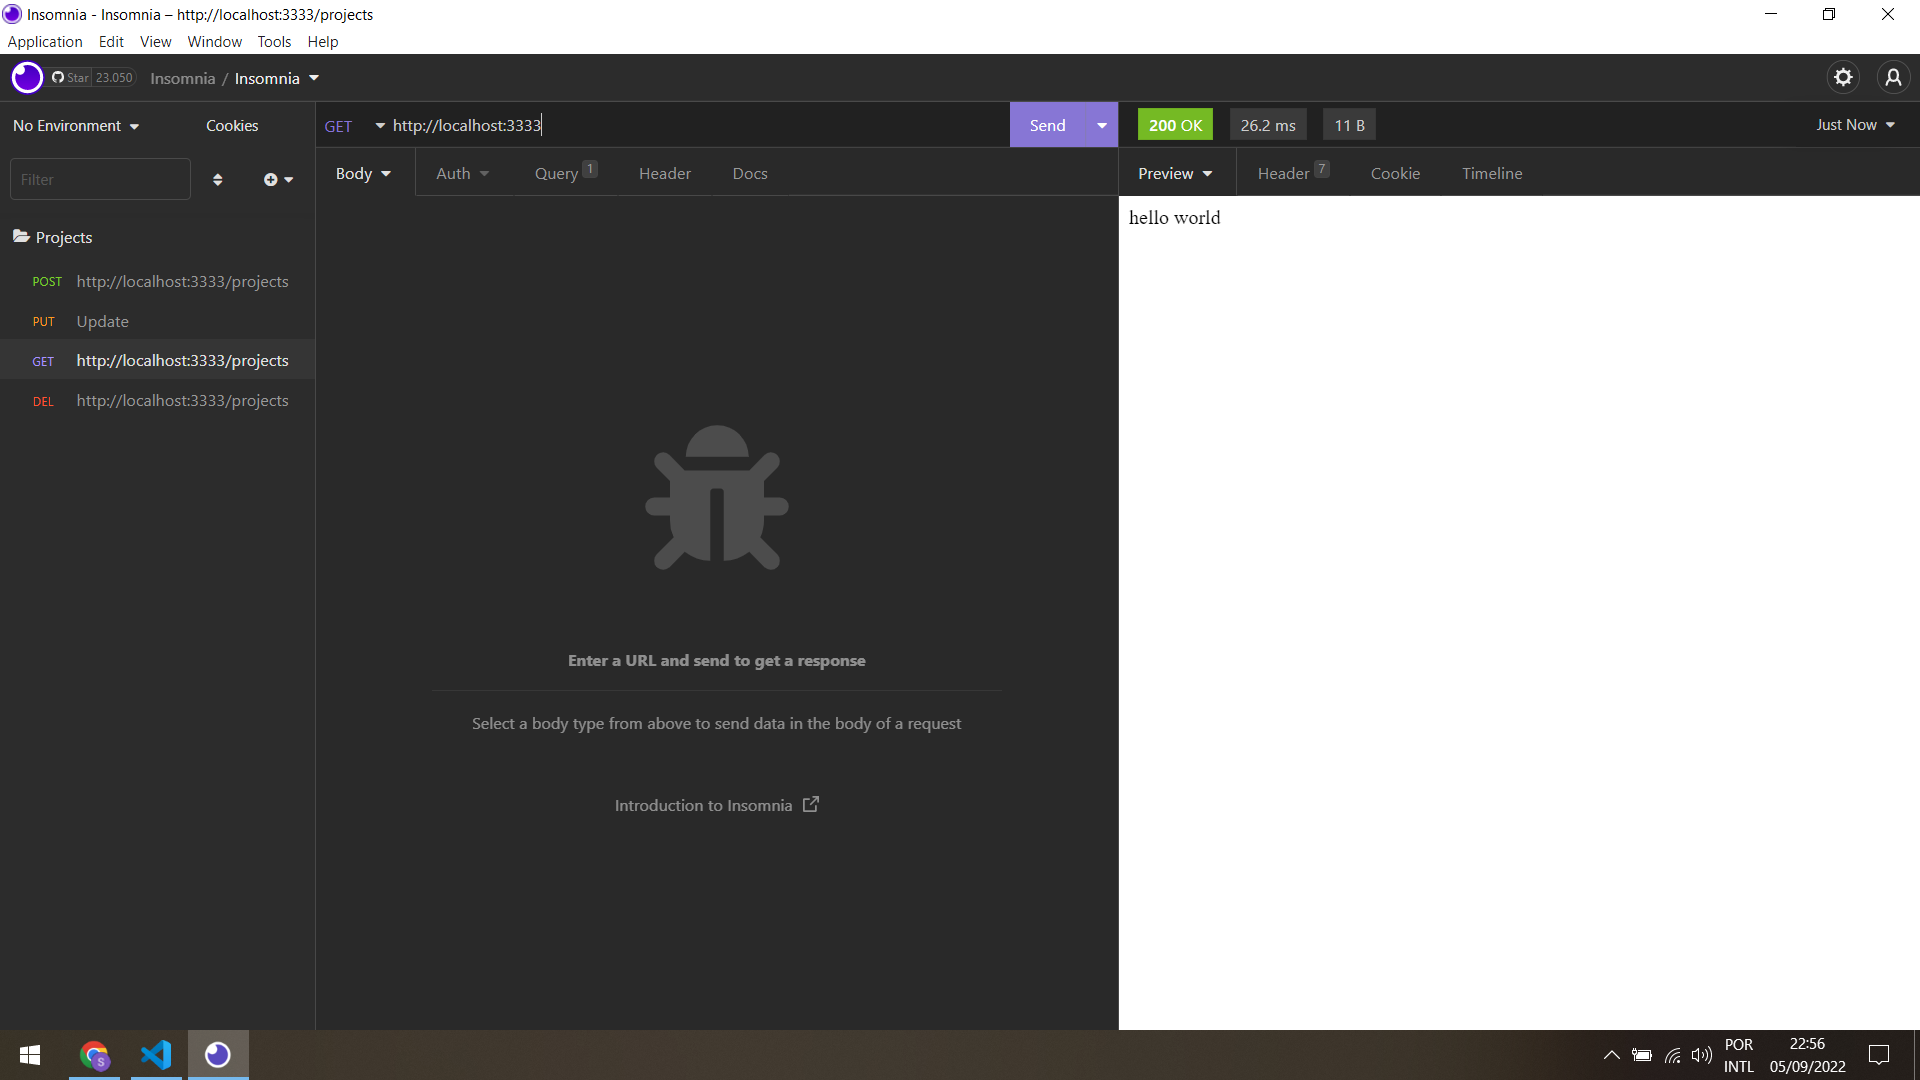 Insomnia - Insomnia – http://localhost:3333/projects
Application Edit View Window Tools Help
Star 23.050 Insomnia / Insomnia
No Environment Cookies
GET http://localhost:3333 Send
200 OK 26.2 ms 11 B Just Now
Filter
Body Auth Query 1 Header Docs
Preview Header 7 Cookie Timeline
hello world
Projects
POST http://localhost:3333/projects
PUT Update
GET http://localhost:3333/projects
DEL http://localhost:3333/projects
Enter a URL and send to get a response
Select a body type from above to send data in the body of a request
Introduction to Insomnia
S
POR 22:56
INTL 05/09/2022